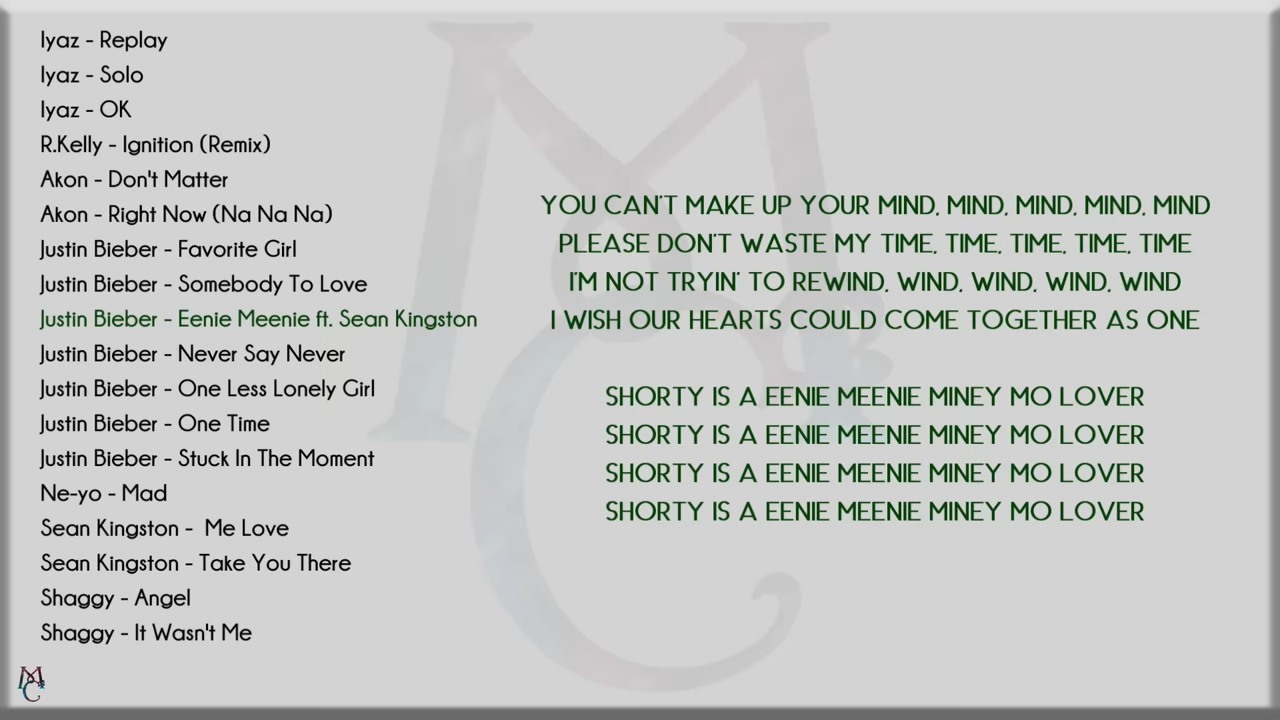 Iyaz - Replay
Iyaz - Solo
Iyaz - OK
R.Kelly - Ignition (Remix)
Akon - Don't Matter
Akon - Right Now (Na Na Na)
Justin Bieber - Favorite Girl
Justin Bieber - Somebody To Love
Justin Bieber - Eenie Meenie ft. Sean Kingston
Justin Bieber - Never Say Never
Justin Bieber - One Less Lonely Girl
Justin Bieber - One Time
Justin Bieber - Stuck In The Moment
Ne-yo - Mad
Sean Kingston -  Me Love
Sean Kingston - Take You There
Shaggy - Angel
Shaggy - It Wasn't Me
YOU CAN'T MAKE UP YOUR MIND, MIND, MIND, MIND, MIND
PLEASE DON'T WASTE MY TIME, TIME, TIME, TIME, TIME
I'M NOT TRYIN' TO REWIND, WIND, WIND, WIND, WIND
I WISH OUR HEARTS COULD COME TOGETHER AS ONE
SHORTY IS A EENIE MEENIE MINEY MO LOVER
SHORTY IS A EENIE MEENIE MINEY MO LOVER
SHORTY IS A EENIE MEENIE MINEY MO LOVER
SHORTY IS A EENIE MEENIE MINEY MO LOVER
MC